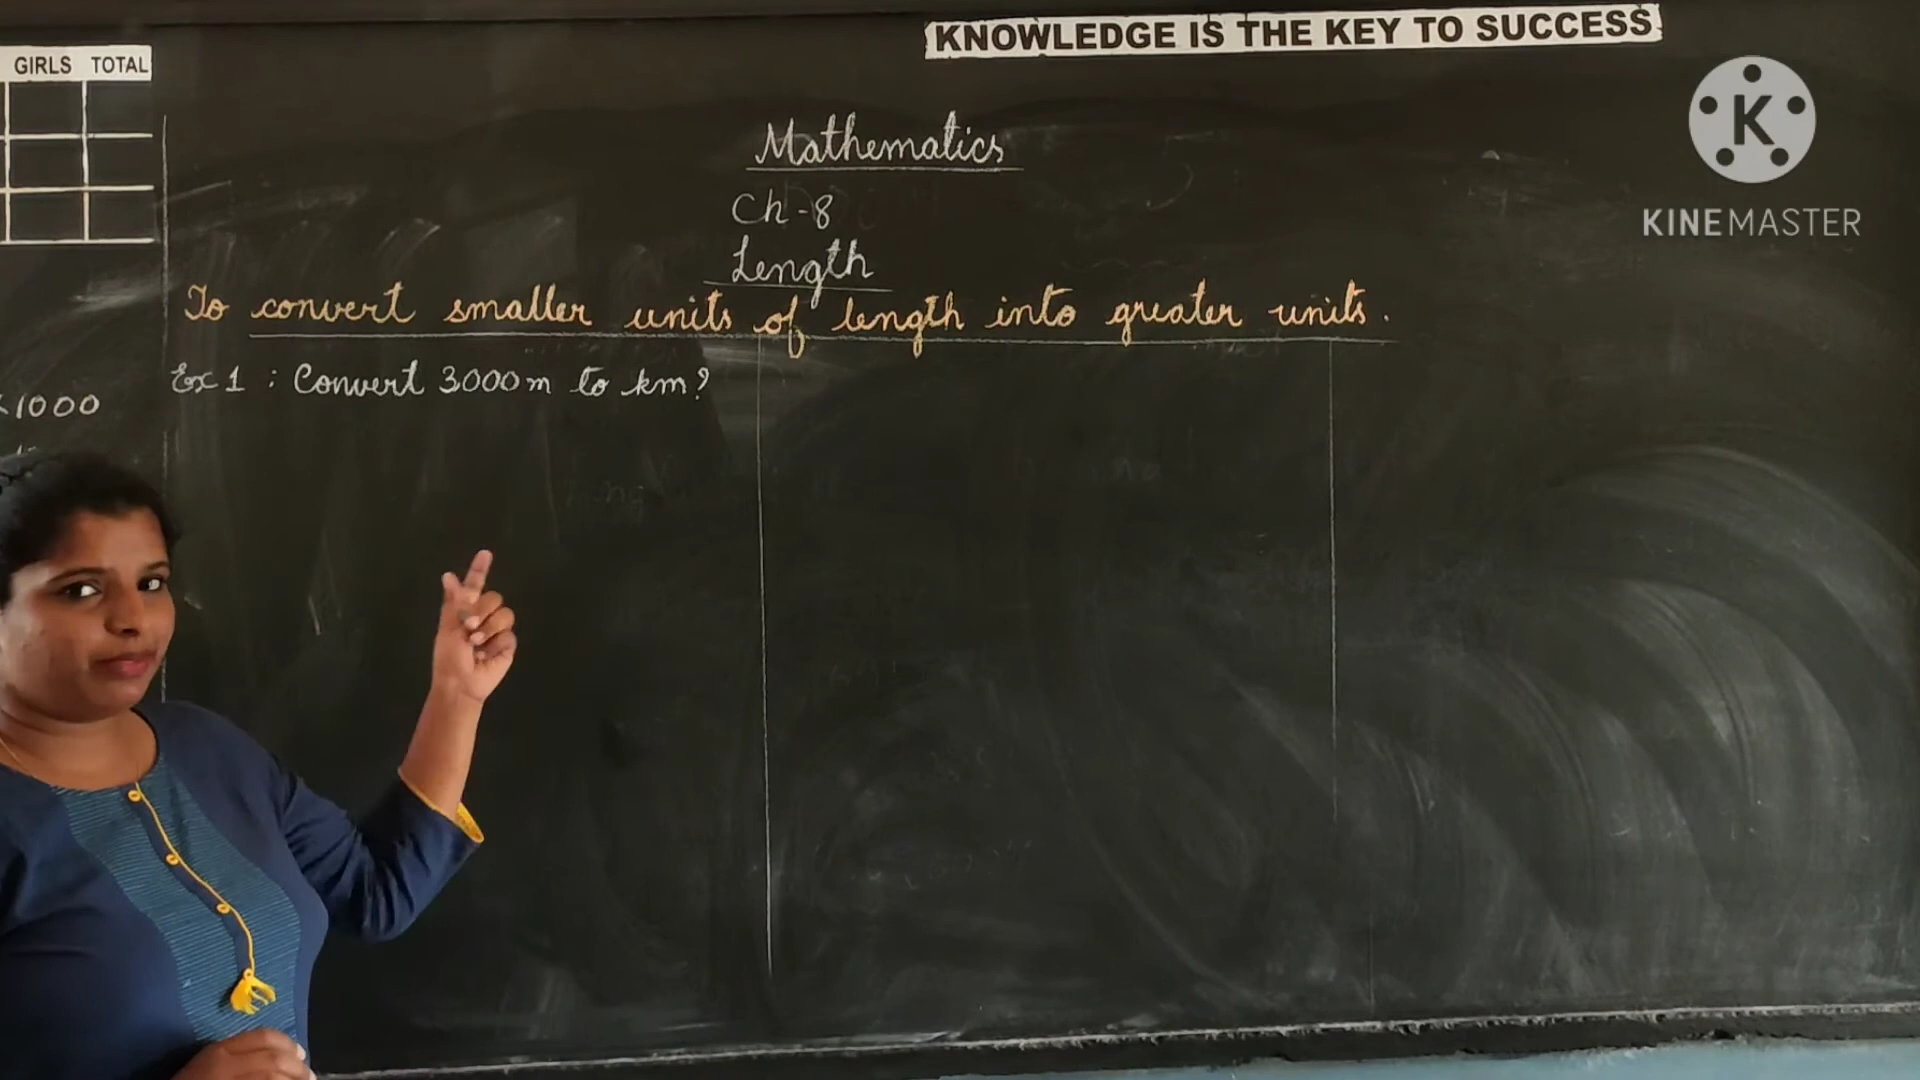 KNOWLEDGE IS THE KEY TO SUCCESS
GIRLS TOTAL
K
KINEMASTER
Mathematics
Ch-8
Length
To convert smaller units of length into greater units.
Ex 1 : Convert 3000m to km?
1000